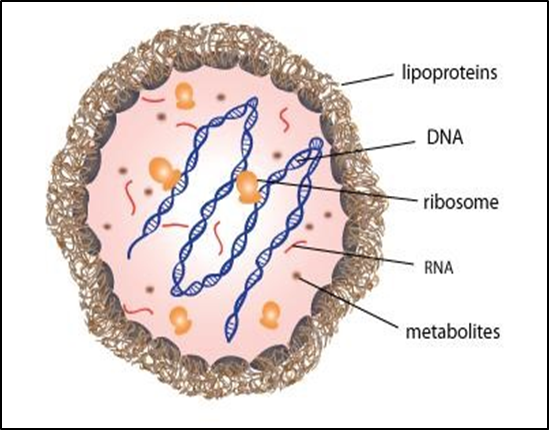 lipoproteins
DNA
ribosome
RNA
metabolites